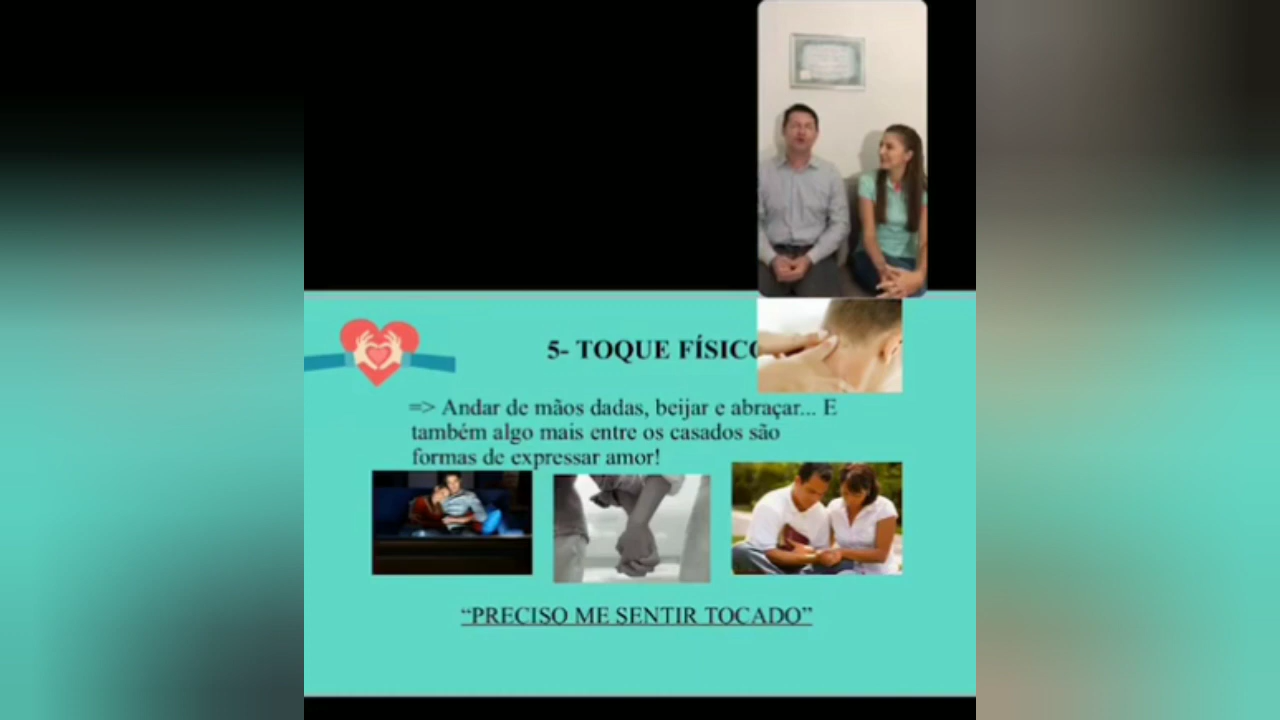 5- TOQUE FÍSICO
=> Andar de mãos dadas, beijar e abraçar... E
também algo mais entre os casados são
formas de expressar amor!
“PRECISO ME SENTIR TOCADO”